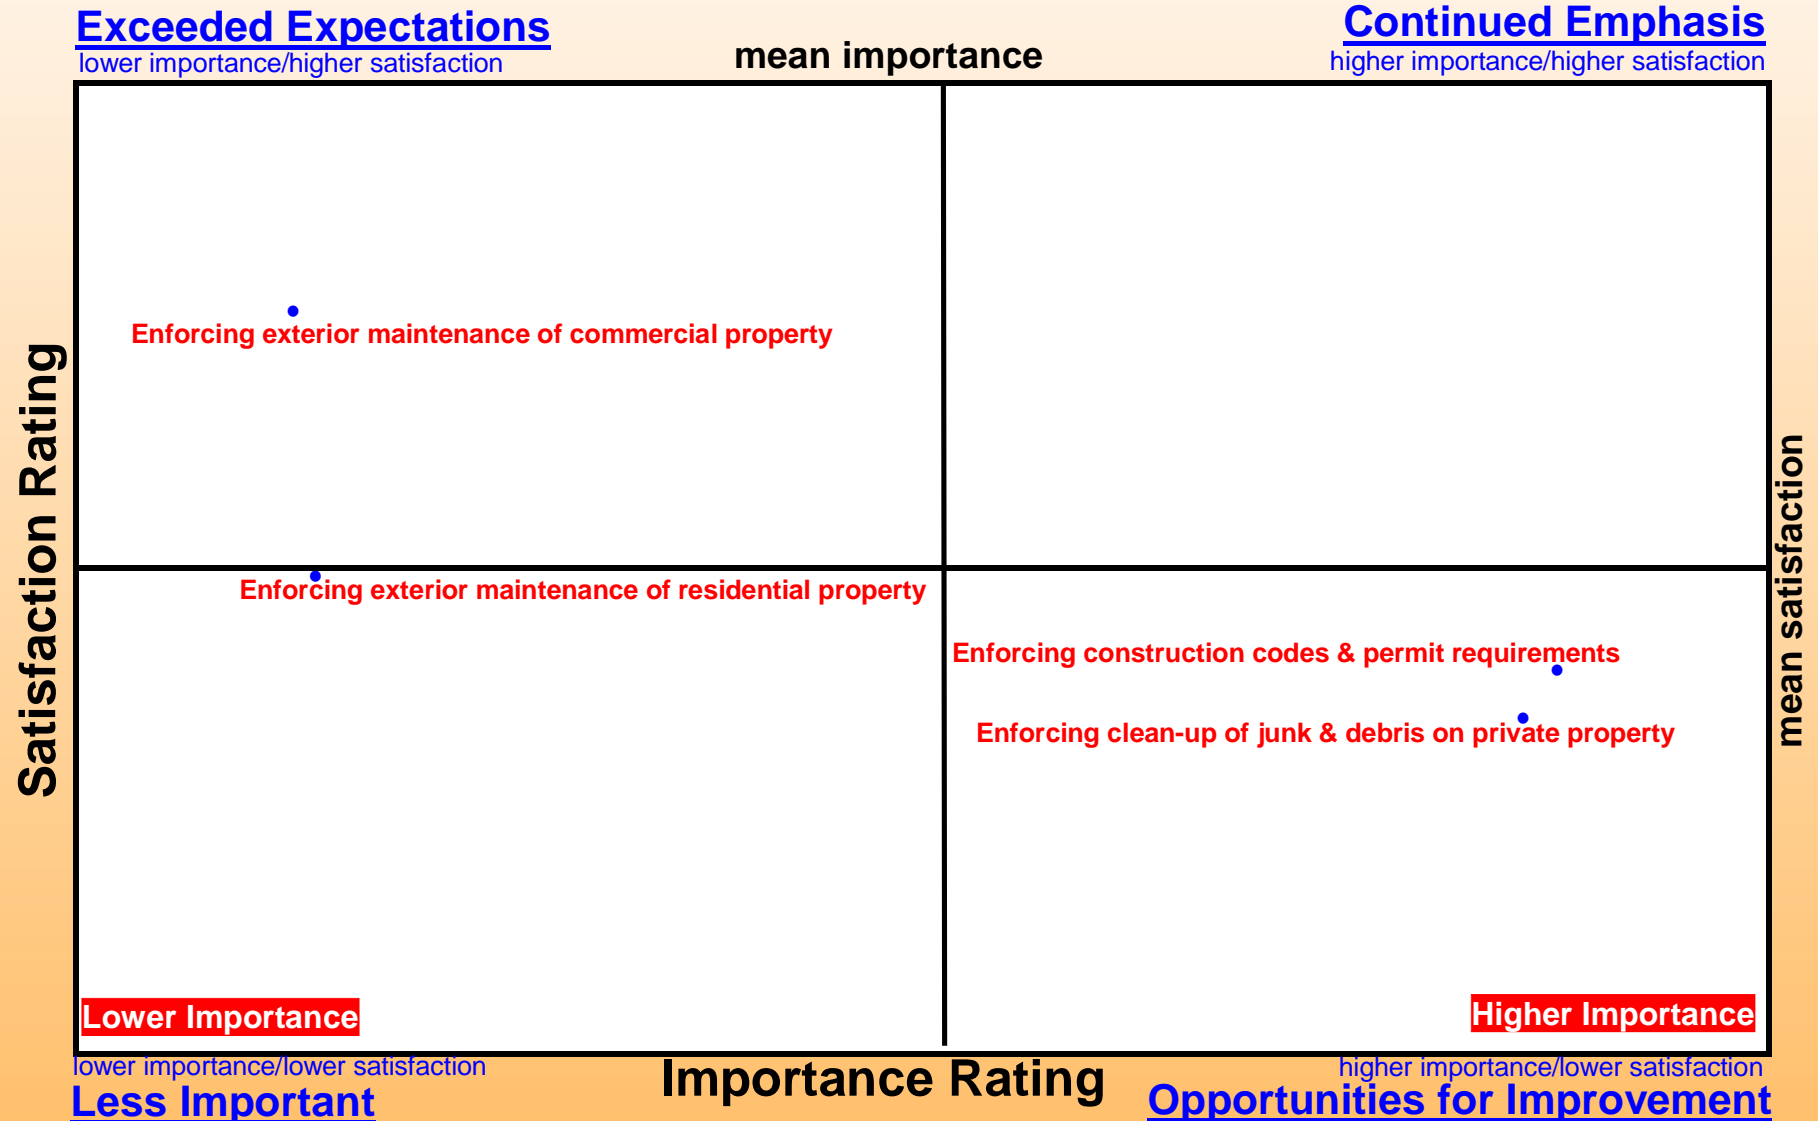 Exceeded Expectations
lower importance/higher satisfaction
mean importance
Continued Emphasis
higher importance/higher satisfaction
Satisfaction Rating
Enforcing exterior maintenance of commercial property
Enforcing exterior maintenance of residential property
Enforcing construction codes & permit requirements
Enforcing clean-up of junk & debris on private property
mean satisfaction
Lower Importance
Higher Importance
lower importance/lower satisfaction
Less Important
Importance Rating
higher importance/lower satisfaction
Opportunities for Improvement